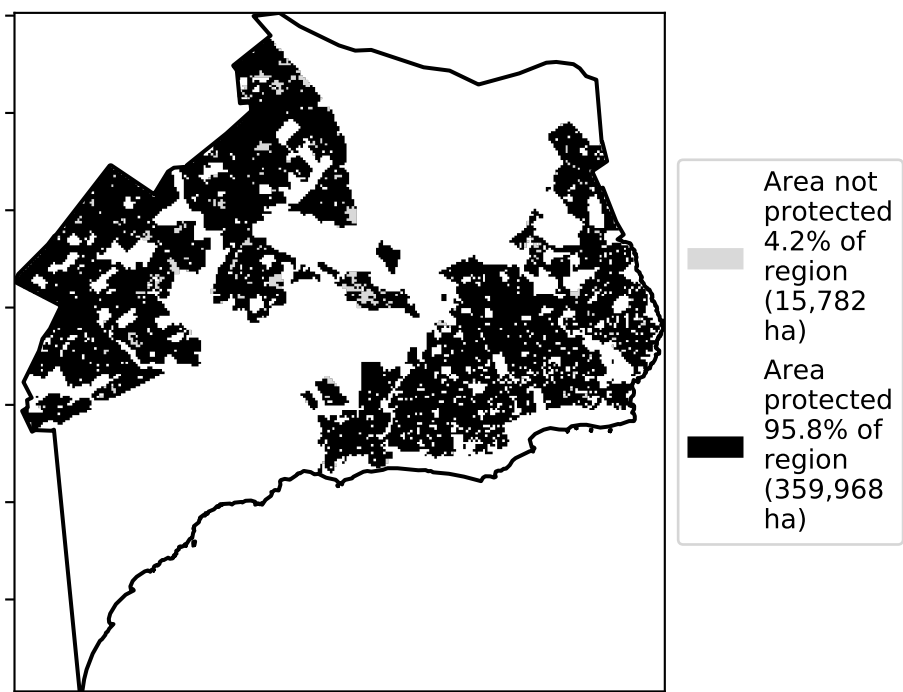 Area not
protected
4.2% of
region
(15,782
ha)
Area
protected
95.8% of
region
(359,968
ha)